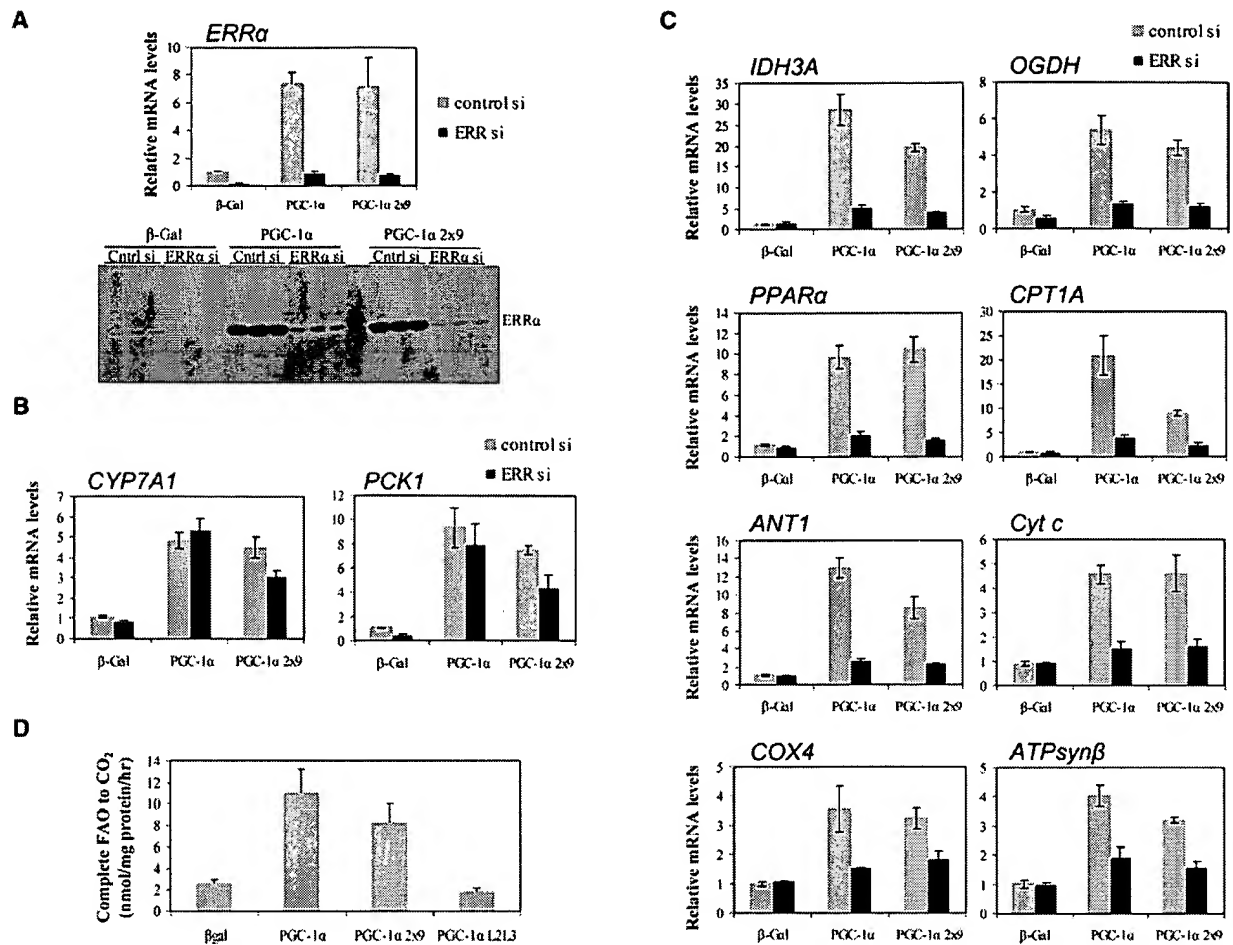 A
ERRα
Relative mRNA levels
10
8
6
4
2
0
β-Gal PGC-1α PGC-1α 2x9
control si
ERR si
β-Gal PGC-1α PGC-1α 2x9
Cntrl si ERRα si Cntrl si ERRα si Cntrl si ERRα si
ERRα
B
control si
ERR si
CYP7A1
Relative mRNA levels
7
6
5
4
3
2
1
0
β-Gal PGC-1α PGC-1α 2x9
PCK1
12
10
8
6
4
2
0
β-Gal PGC-1α PGC-1α 2x9
D
Complete FAO to CO2
(nmol/mg protein/hr)
14
12
10
8
6
4
2
0
βgal PGC-1α PGC-1α 2x9 PGC-1α L2L3
C
control si
ERR si
IDH3A
Relative mRNA levels
35
30
25
20
15
10
5
0
β-Gal PGC-1α PGC-1α 2x9
OGDH
8
6
4
2
0
β-Gal PGC-1α PGC-1α 2x9
PPARα
Relative mRNA levels
14
12
10
8
6
4
2
0
β-Gal PGC-1α PGC-1α 2x9
CPT1A
30
25
20
15
10
5
0
β-Gal PGC-1α PGC-1α 2x9
ANT1
Relative mRNA levels
16
14
12
10
8
6
4
2
0
β-Gal PGC-1α PGC-1α 2x9
Cyt c
6
5
4
3
2
1
0
β-Gal PGC-1α PGC-1α 2x9
COX4
Relative mRNA levels
5
4
3
2
1
0
β-Gal PGC-1α PGC-1α 2x9
ATPsynβ
5
4
3
2
1
0
β-Gal PGC-1α PGC-1α 2x9